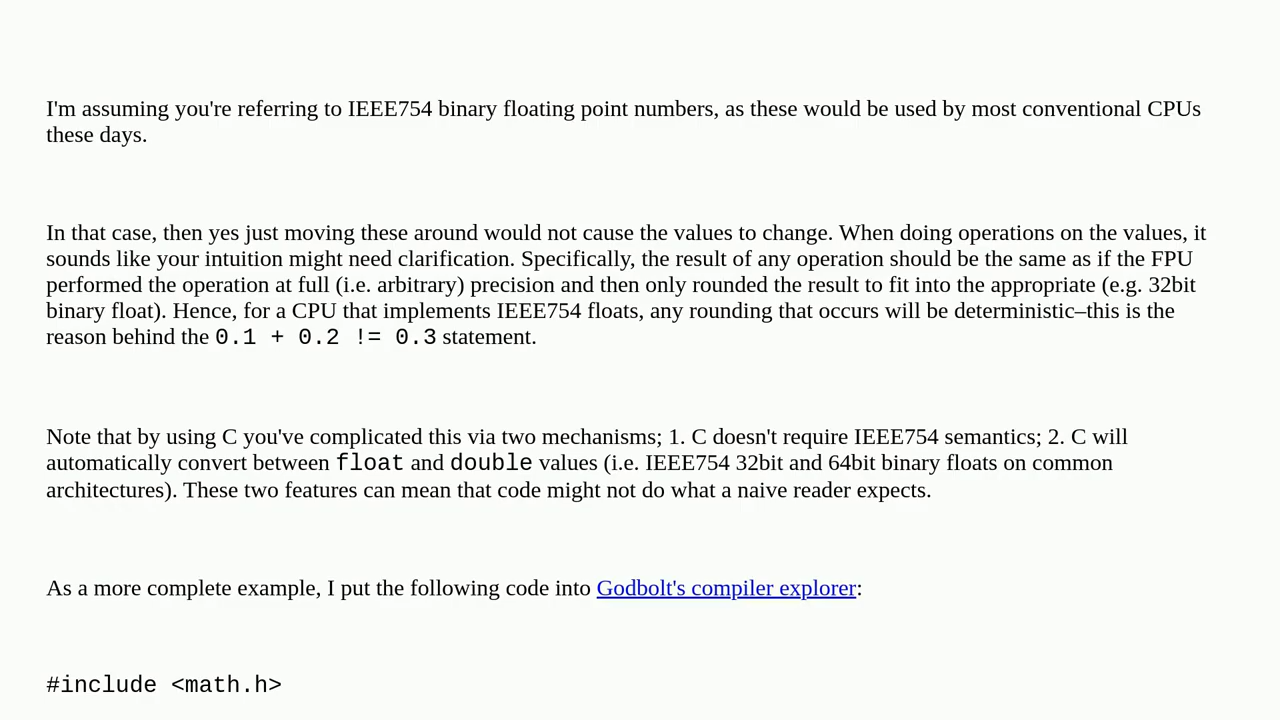 I'm assuming you're referring to IEEE754 binary floating point numbers, as these would be used by most conventional CPUs
these days.
In that case, then yes just moving these around would not cause the values to change. When doing operations on the values, it
sounds like your intuition might need clarification. Specifically, the result of any operation should be the same as if the FPU
performed the operation at full (i.e. arbitrary) precision and then only rounded the result to fit into the appropriate (e.g. 32bit
binary float). Hence, for a CPU that implements IEEE754 floats, any rounding that occurs will be deterministic–this is the
reason behind the 0.1 + 0.2 != 0.3 statement.
Note that by using C you've complicated this via two mechanisms; 1. C doesn't require IEEE754 semantics; 2. C will
automatically convert between float and double values (i.e. IEEE754 32bit and 64bit binary floats on common
architectures). These two features can mean that code might not do what a naive reader expects.
As a more complete example, I put the following code into Godbolt's compiler explorer:
#include <math.h>